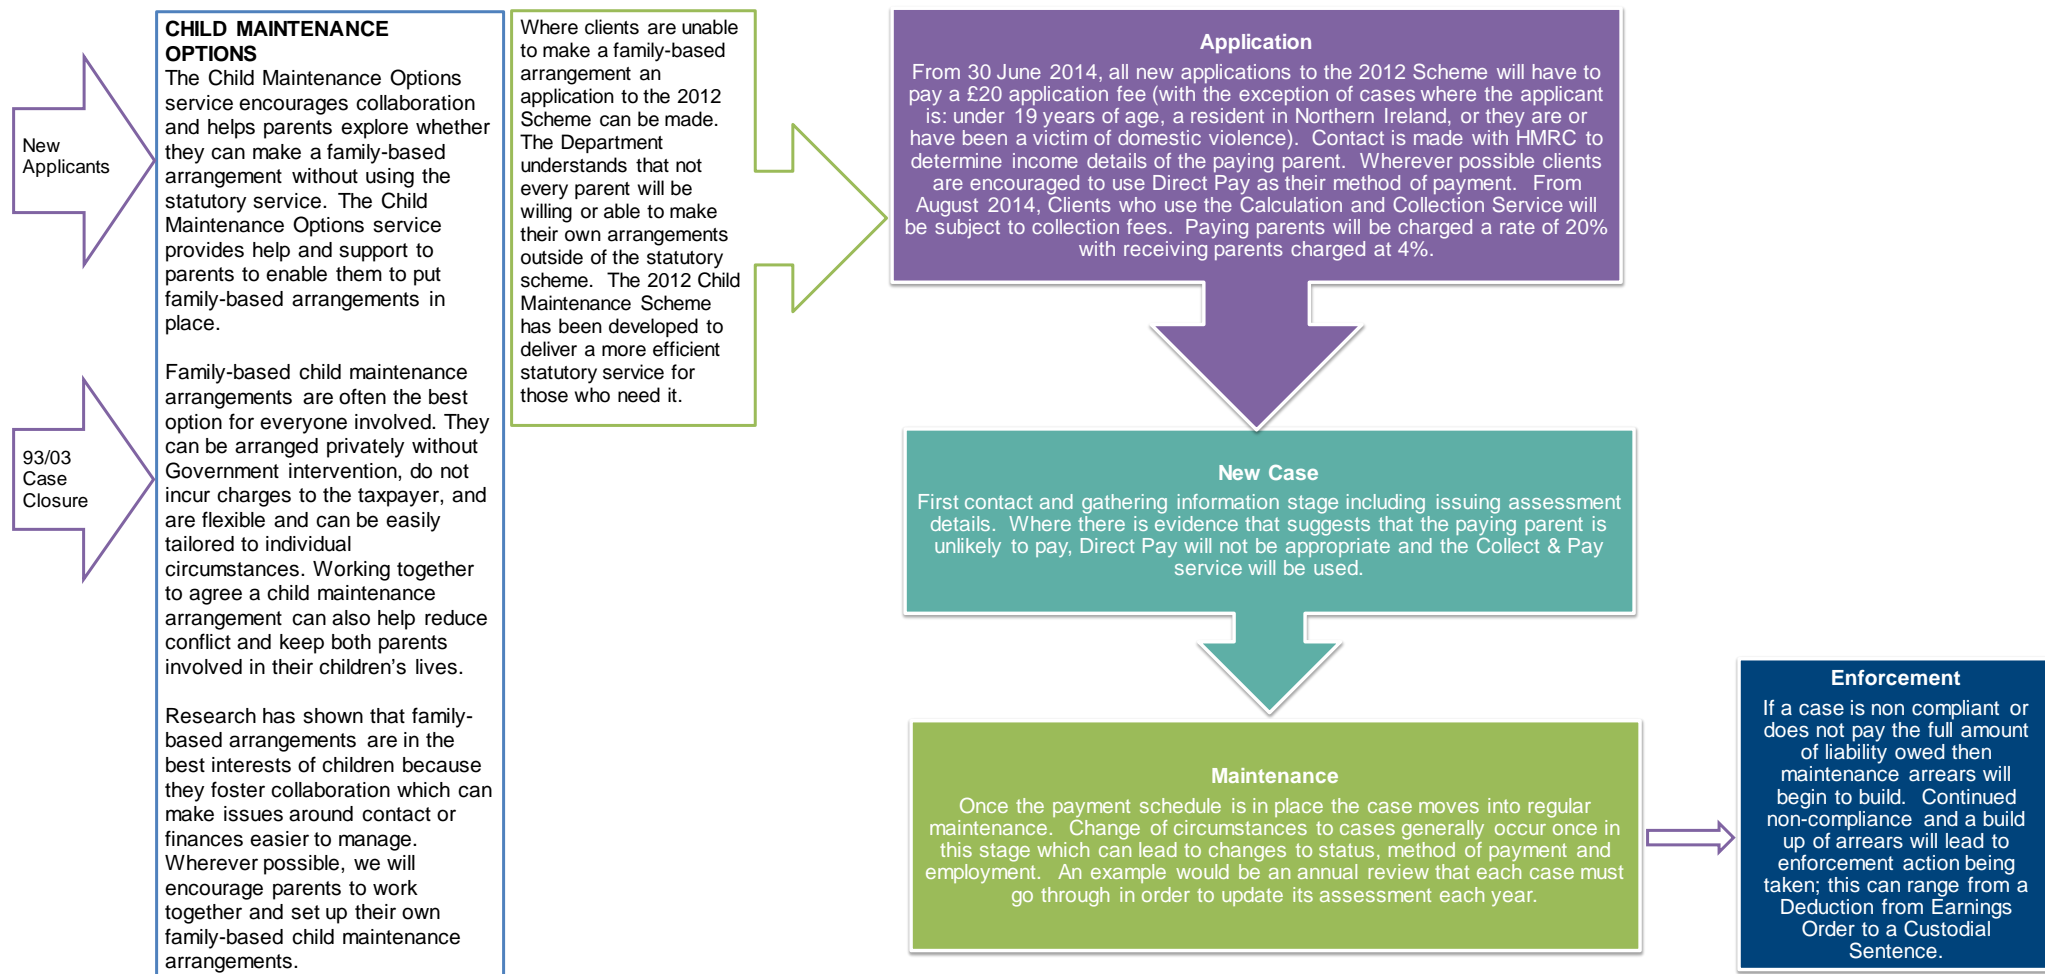 New
Applicants
93/03
Case
Closure
CHILD MAINTENANCE
OPTIONS
The Child Maintenance Options
service encourages collaboration
and helps parents explore whether
they can make a family-based
arrangement without using the
statutory service. The Child
Maintenance Options service
provides help and support to
parents to enable them to put
family-based arrangements in
place.
Family-based child maintenance
arrangements are often the best
option for everyone involved. They
can be arranged privately without
Government intervention, do not
incur charges to the taxpayer, and
are flexible and can be easily
tailored to individual
circumstances. Working together
to agree a child maintenance
arrangement can also help reduce
conflict and keep both parents
involved in their children's lives.
Research has shown that family-
based arrangements are in the
best interests of children because
they foster collaboration which can
make issues around contact or
finances easier to manage.
Wherever possible, we will
encourage parents to work
together and set up their own
family-based child maintenance
arrangements.
Where clients are unable
to make a family-based
arrangement an
application to the 2012
Scheme can be made.
The Department
understands that not
every parent will be
willing or able to make
their own arrangements
outside of the statutory
scheme. The 2012 Child
Maintenance Scheme
has been developed to
deliver a more efficient
statutory service for
those who need it.
Application
From 30 June 2014, all new applications to the 2012 Scheme will have to
pay a £20 application fee (with the exception of cases where the applicant
is: under 19 years of age, a resident in Northern Ireland, or they are or
have been a victim of domestic violence). Contact is made with HMRC to
determine income details of the paying parent. Wherever possible clients
are encouraged to use Direct Pay as their method of payment. From
August 2014, Clients who use the Calculation and Collection Service will
be subject to collection fees. Paying parents will be charged a rate of 20%
with receiving parents charged at 4%.
New Case
First contact and gathering information stage including issuing assessment
details. Where there is evidence that suggests that the paying parent is
unlikely to pay, Direct Pay will not be appropriate and the Collect & Pay
service will be used.
Maintenance
Once the payment schedule is in place the case moves into regular
maintenance. Change of circumstances to cases generally occur once in
this stage which can lead to changes to status, method of payment and
employment. An example would be an annual review that each case must
go through in order to update its assessment each year.
Enforcement
If a case is non compliant or
does not pay the full amount
of liability owed then
maintenance arrears will
begin to build. Continued
non-compliance and a build
up of arrears will lead to
enforcement action being
taken; this can range from a
Deduction from Earnings
Order to a Custodial
Sentence.